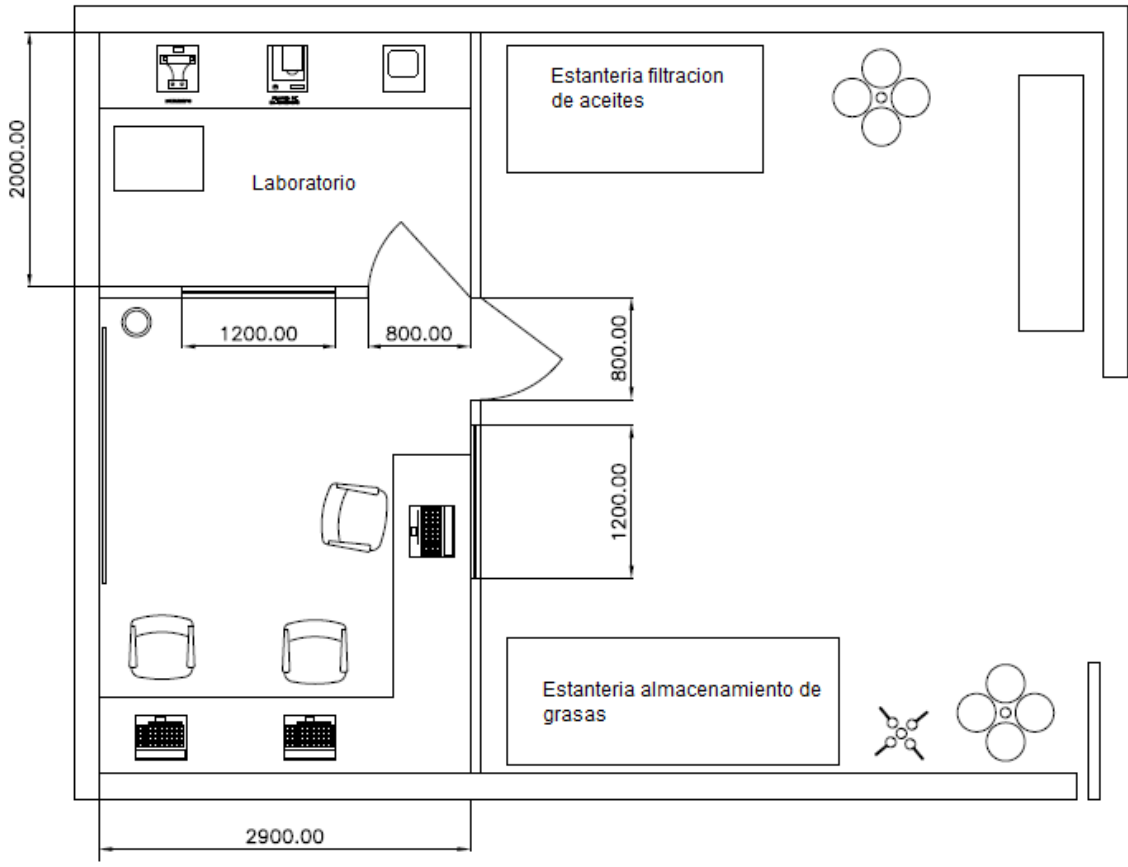 Estanteria filtracion
de aceites
2000.00
Laboratorio
1200.00
800.00
800.00
1200.00
Estanteria almacenamiento de
grasas
2900.00